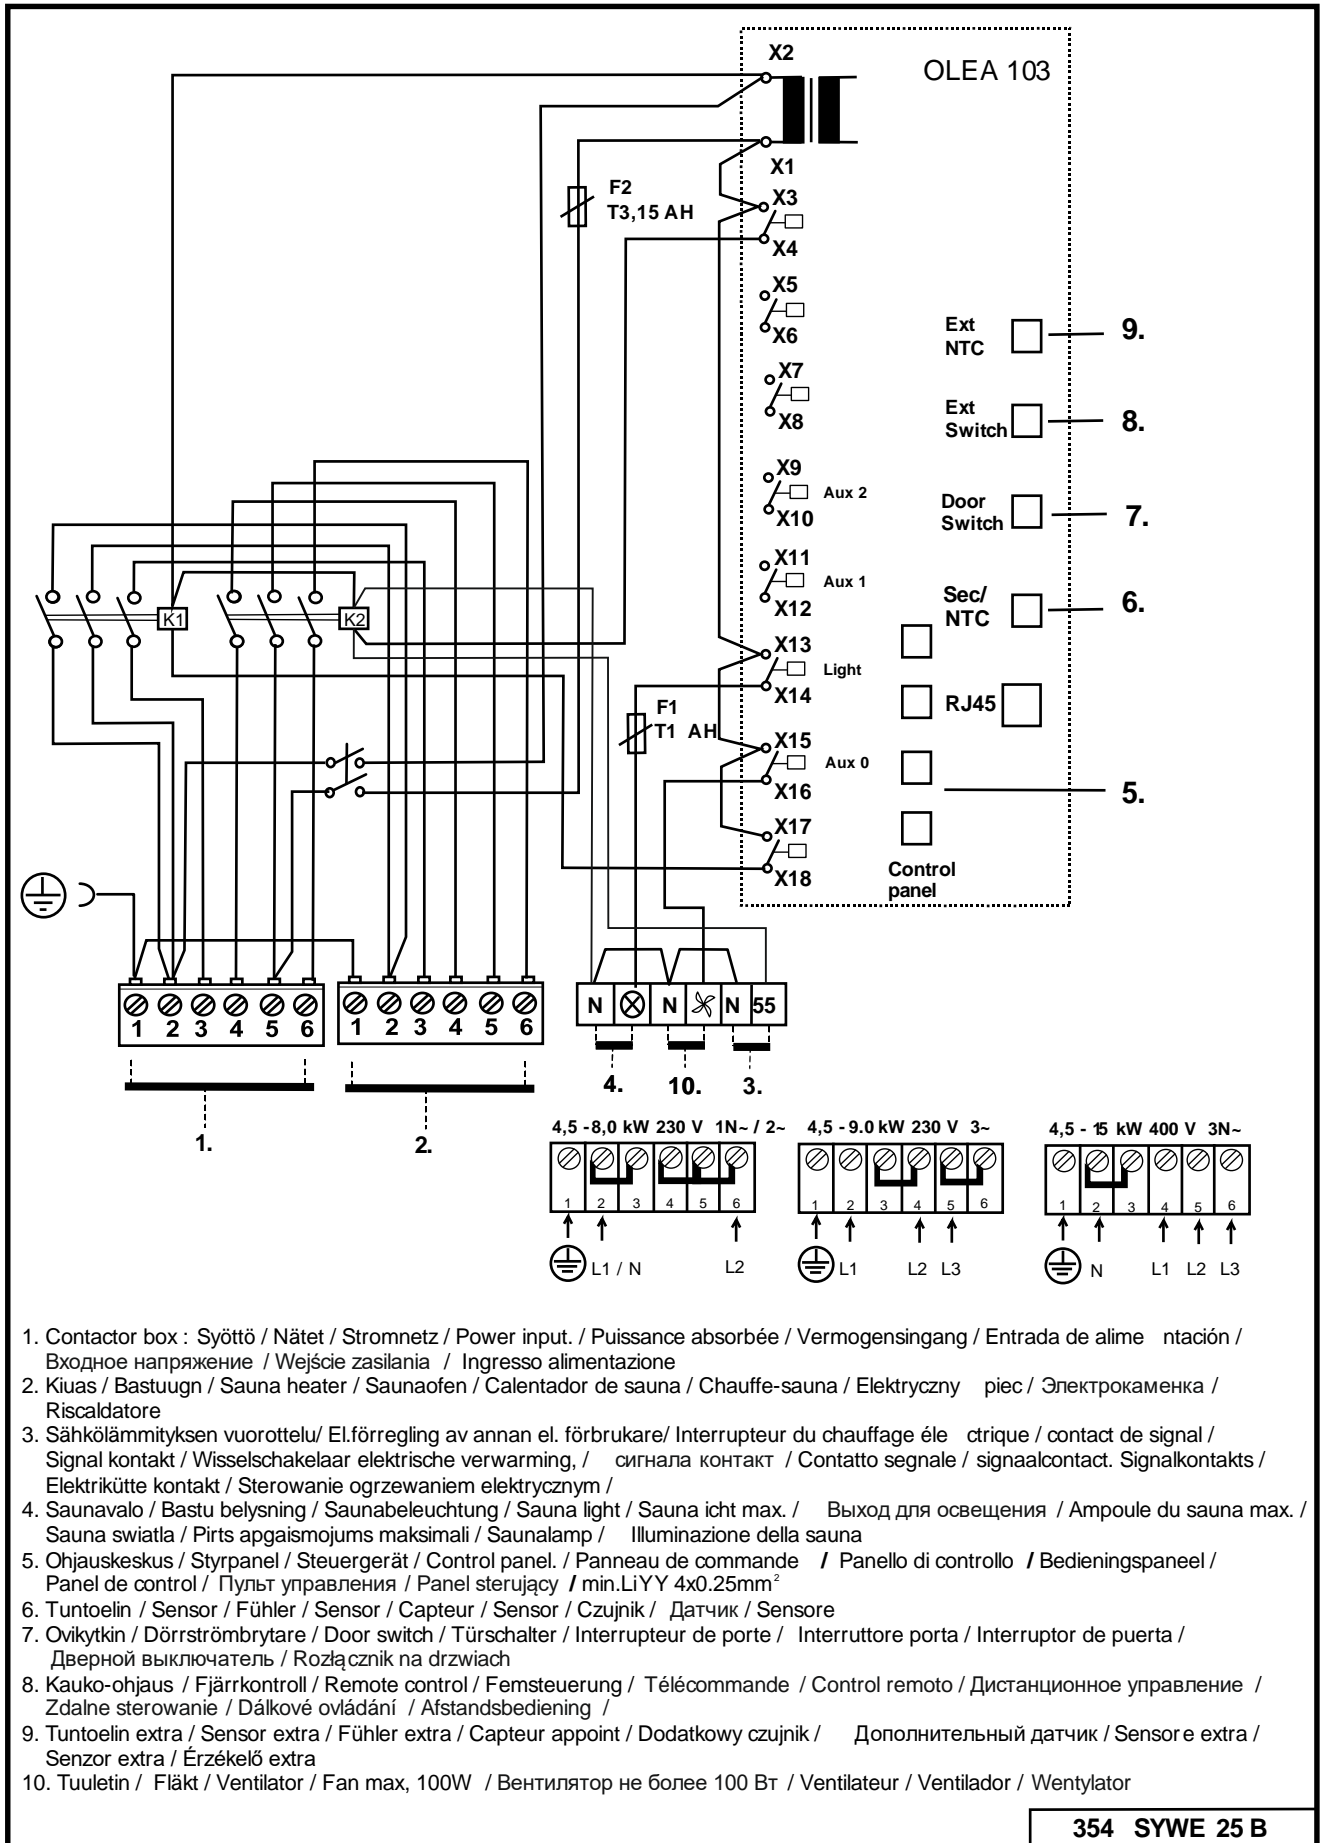 OLEA 103
X2
X1
F2
T3,15 AH
X3
X4
X5
X6
X7
X8
X9
Aux 2
X10
X11
Aux 1
X12
X13
Light
X14
X15
Aux 0
X16
X17
X18
Ext
NTC
9.
Ext
Switch
8.
Door
Switch
7.
Sec/
NTC
6.
RJ45
5.
Control
panel
K1
K2
F1
T1 AH
1 2 3 4 5 6
1 2 3 4 5 6
N N N 55
4. 10. 3.
1. 2.
4,5 -8,0 kW 230 V 1N~ / 2~
1 2 3 4 5 6
L1 / N L2
4,5 - 9.0 kW 230 V 3~
1 2 3 4 5 6
L1 L2 L3
4,5 - 15 kW 400 V 3N~
1 2 3 4 5 6
N L1 L2 L3
1. Contactor box : Syöttö / Nätet / Stromnetz / Power input. / Puissance absorbée / Vermogensingang / Entrada de alime ntación /
Входное напряжение / Wejście zasilania / Ingresso alimentazione
2. Kiuas / Bastuugn / Sauna heater / Saunaofen / Calentador de sauna / Chauffe-sauna / Elektryczny piec / Электрокаменка /
Riscaldatore
3. Sähkölämmityksen vuorottelu/ El.förregling av annan el. förbrukare/ Interrupteur du chauffage éle ctrique / contact de signal /
Signal kontakt / Wisselschakelaar elektrische verwarming, / сигнала контакт / Contatto segnale / signaalcontact. Signalkontakts /
Elektrikütte kontakt / Sterowanie ogrzewaniem elektrycznym /
4. Saunavalo / Bastu belysning / Saunabeleuchtung / Sauna light / Sauna icht max. / Выход для освещения / Ampoule du sauna max. /
Sauna swiatla / Pirts apgaismojums maksimali / Saunalamp / Illuminazione della sauna
5. Ohjauskeskus / Styrpanel / Steuergerät / Control panel. / Panneau de commande / Panello di controllo / Bedieningspaneel /
Panel de control / Пульт управления / Panel sterujący / min.LiYY 4x0.25mm²
6. Tuntoelin / Sensor / Fühler / Sensor / Capteur / Sensor / Czujnik / Датчик / Sensore
7. Ovikytkin / Dörrströmbrytare / Door switch / Türschalter / Interrupteur de porte / Interruttore porta / Interruptor de puerta /
Дверной выключатель / Rozłącznik na drzwiach
8. Kauko-ohjaus / Fjärrkontroll / Remote control / Femsteuerung / Télécommande / Control remoto / Дистанционное управление /
Zdalne sterowanie / Dálkové ovládání / Afstandsbediening /
9. Tuntoelin extra / Sensor extra / Fühler extra / Capteur appoint / Dodatkowy czujnik / Дополнительный датчик / Sensore extra /
Senzor extra / Érzékelő extra
10. Tuuletin / Fläkt / Ventilator / Fan max, 100W / Вентилятор не более 100 Вт / Ventilateur / Ventilador / Wentylator
354 SYWE 25 B